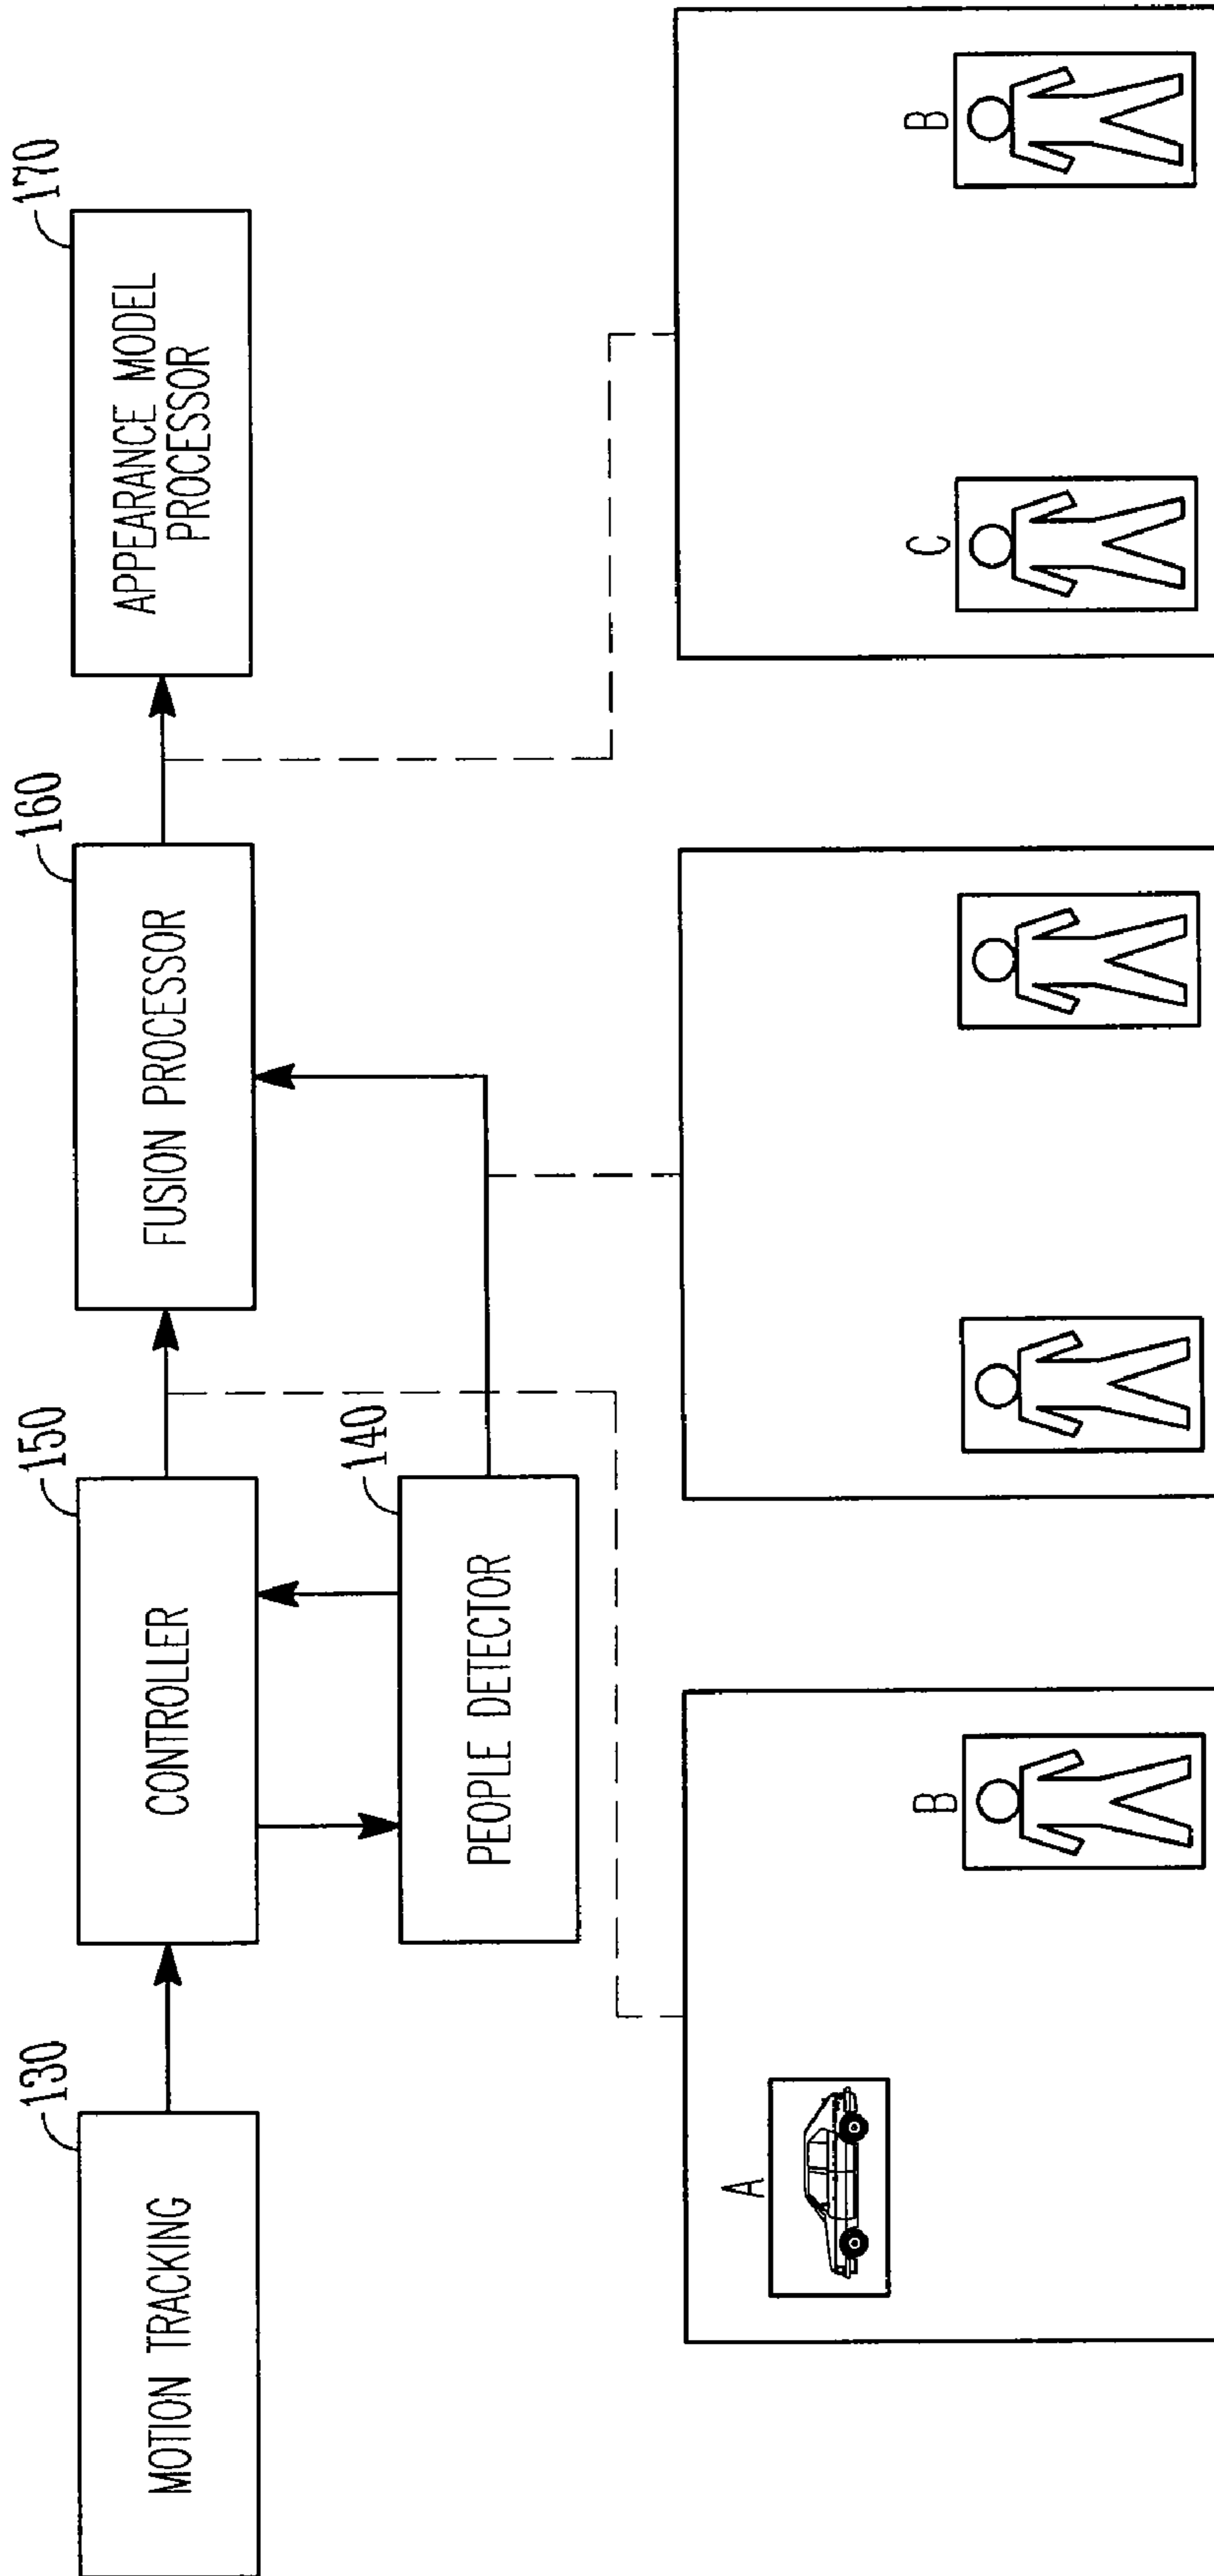 130
MOTION TRACKING
150
CONTROLLER
140
PEOPLE DETECTOR
160
FUSION PROCESSOR
170
APPEARANCE MODEL
PROCESSOR
A
B
C
B